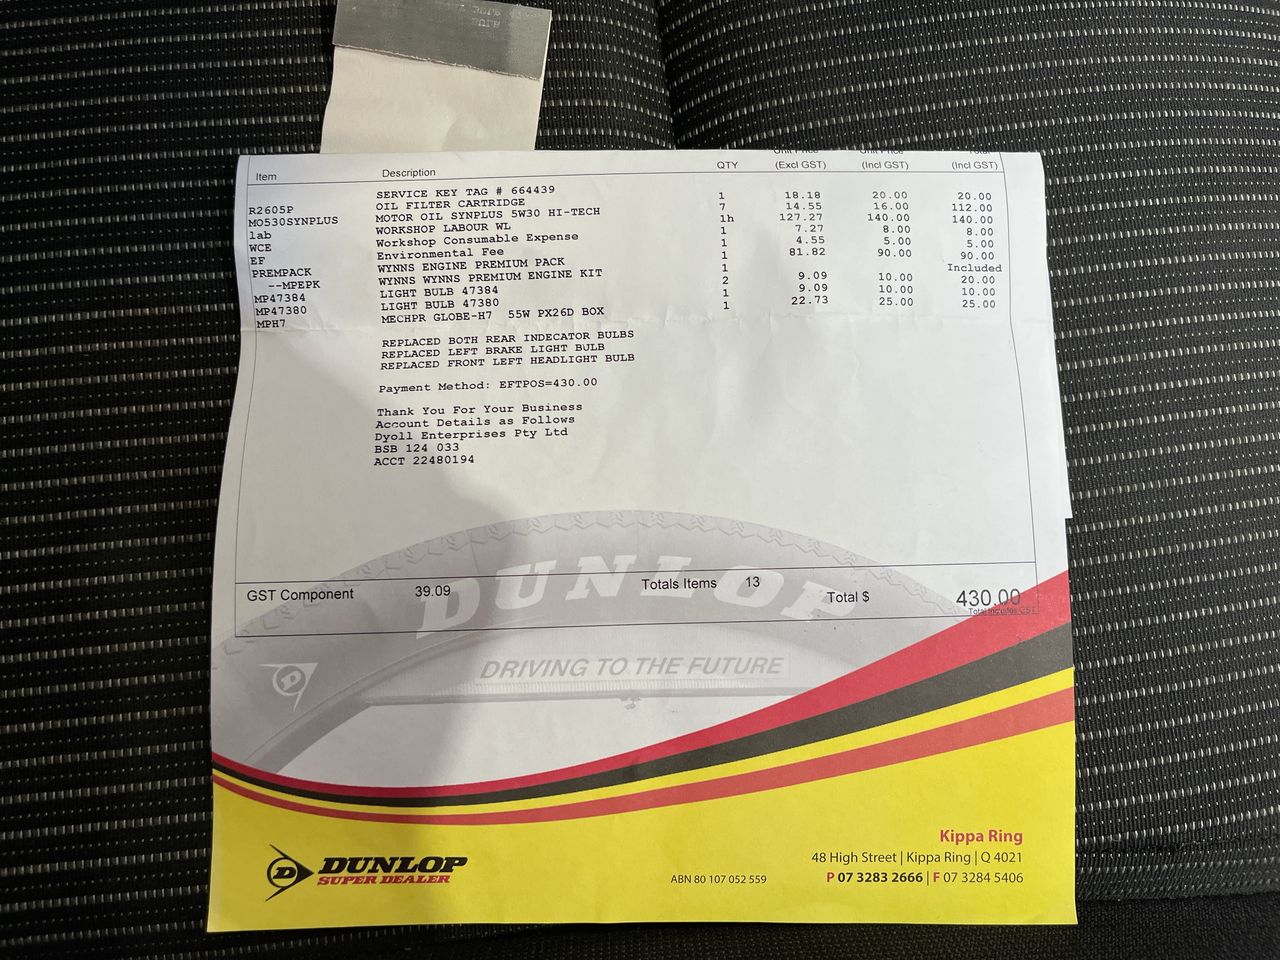 Item Description QTY (Excl GST) (Incl GST) (Incl GST)
SERVICE KEY TAG # 664439
R2605P OIL FILTER CARTRIDGE 1 18.18 20.00 20.00
MO530SYNPLUS MOTOR OIL SYNPLUS 5W30 HI-TECH 7 14.55 16.00 112.00
lab WORKSHOP LABOUR WL 1h 127.27 140.00 140.00
WCE Workshop Consumable Expense 1 7.27 8.00 8.00
EF Environmental Fee 1 4.55 5.00 5.00
PREMPACK WYNNS ENGINE PREMIUM PACK 1 81.82 90.00 90.00
--MPEPK WYNNS WYNNS PREMIUM ENGINE KIT 1 Included
MP47384 LIGHT BULB 47384 2 9.09 10.00 20.00
MP47380 LIGHT BULB 47380 1 9.09 10.00 10.00
MPH7 MECHPR GLOBE-H7 55W PX26D BOX 1 22.73 25.00 25.00
REPLACED BOTH REAR INDECATOR BULBS
REPLACED LEFT BRAKE LIGHT BULB
REPLACED FRONT LEFT HEADLIGHT BULB
Payment Method: EFTPOS=430.00
Thank You For Your Business
Account Details as Follows
Dyoll Enterprises Pty Ltd
BSB 124 033
ACCT 22480194
DUNLOP
GST Component 39.09 Totals Items 13 Total $ 430.00
Total includes GST
DRIVING TO THE FUTURE
Kippa Ring
48 High Street | Kippa Ring | Q 4021
P 07 3283 2666 | F 07 3284 5406
ABN 80 107 052 559
DUNLOP
SUPER DEALER